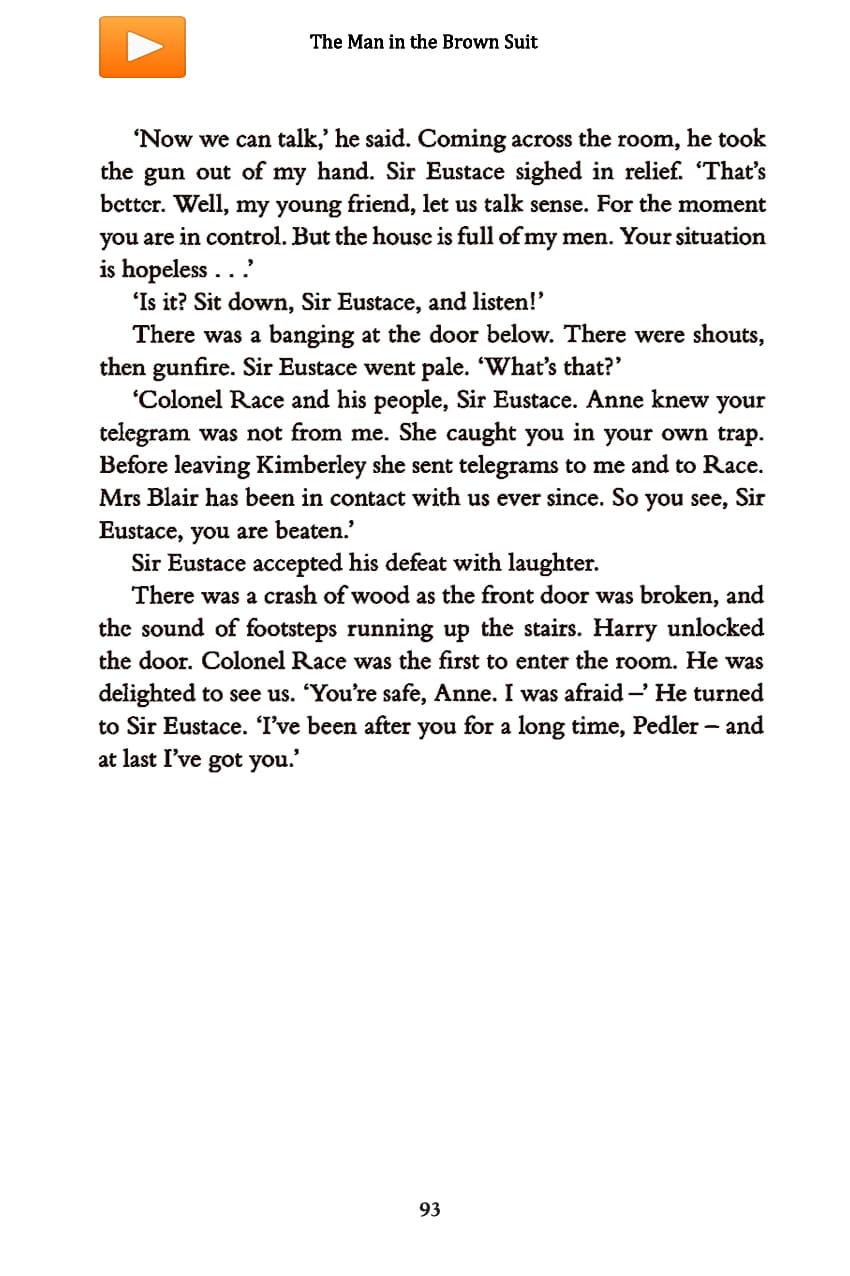 The Man in the Brown Suit
‘Now we can talk,’ he said. Coming across the room, he took
the gun out of my hand. Sir Eustace sighed in relief. ‘That’s
better. Well, my young friend, let us talk sense. For the moment
you are in control. But the house is full of my men. Your situation
is hopeless . . .’
‘Is it? Sit down, Sir Eustace, and listen!’
There was a banging at the door below. There were shouts,
then gunfire. Sir Eustace went pale. ‘What’s that?’
‘Colonel Race and his people, Sir Eustace. Anne knew your
telegram was not from me. She caught you in your own trap.
Before leaving Kimberley she sent telegrams to me and to Race.
Mrs Blair has been in contact with us ever since. So you see, Sir
Eustace, you are beaten.’
Sir Eustace accepted his defeat with laughter.
There was a crash of wood as the front door was broken, and
the sound of footsteps running up the stairs. Harry unlocked
the door. Colonel Race was the first to enter the room. He was
delighted to see us. ‘You’re safe, Anne. I was afraid –’ He turned
to Sir Eustace. ‘I’ve been after you for a long time, Pedler – and
at last I’ve got you.’
93